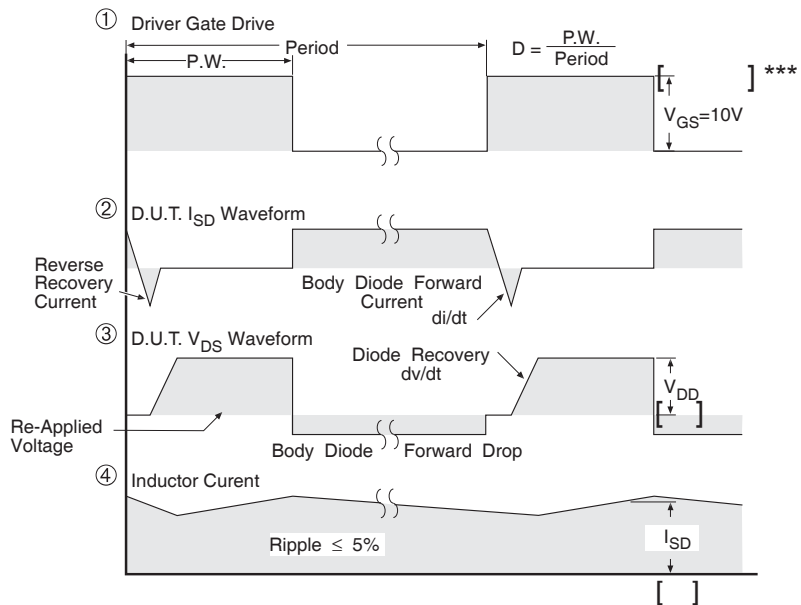 ① Driver Gate Drive
P.W.
Period
D = P.W. / Period
[ ] ***
V_GS=10V
② D.U.T. I_SD Waveform
Reverse
Recovery
Current
Body Diode Forward
Current
di/dt
③ D.U.T. V_DS Waveform
Diode Recovery
dv/dt
V_DD
[ ]
Re-Applied
Voltage
Body Diode Forward Drop
④ Inductor Curent
Ripple ≤ 5%
I_SD
[ ]